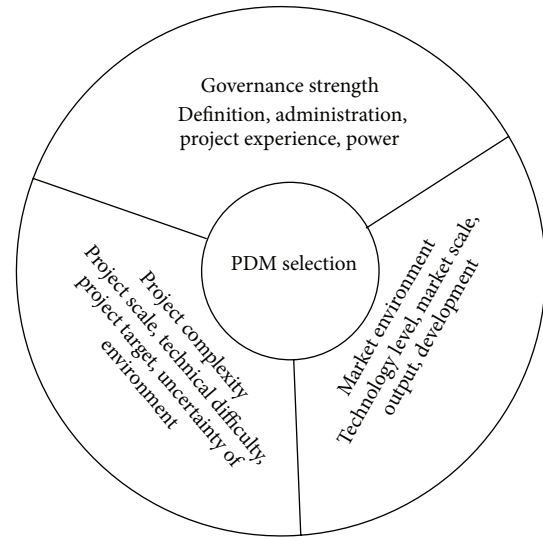 Governance strength
Definition, administration,
project experience, power
PDM selection
Project complexity
Project scale, technical difficulty,
project target, uncertainty of
environment
Market environment
Technology level, market scale,
output, development